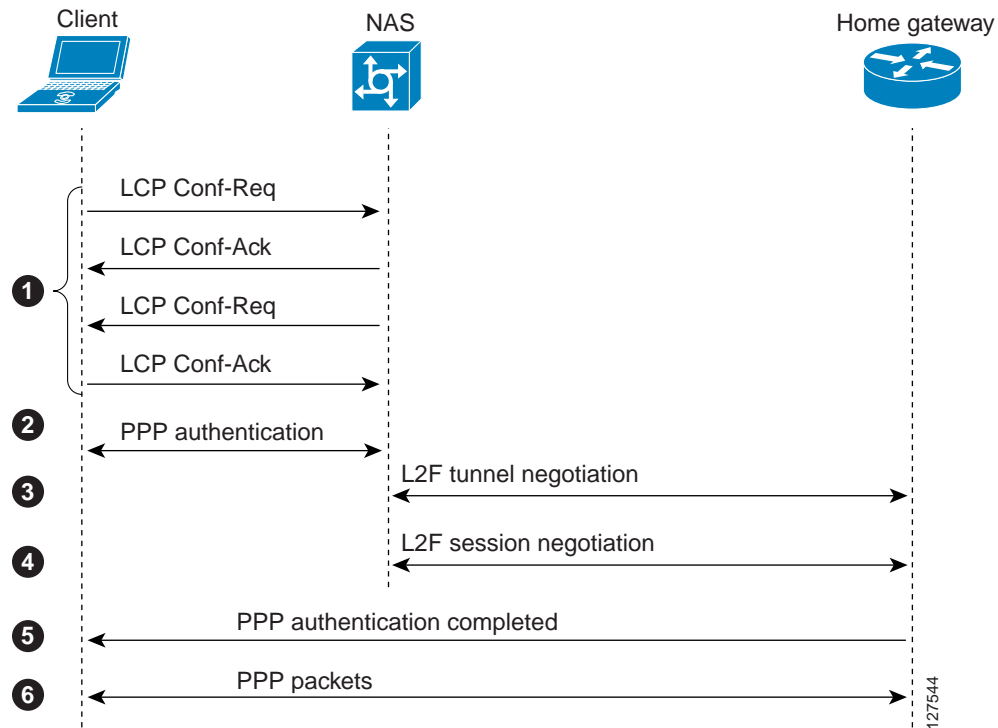 Client
NAS
Home gateway
LCP Conf-Req
LCP Conf-Ack
1
LCP Conf-Req
LCP Conf-Ack
2
PPP authentication
L2F tunnel negotiation
3
L2F session negotiation
4
PPP authentication completed
5
PPP packets
6
127544